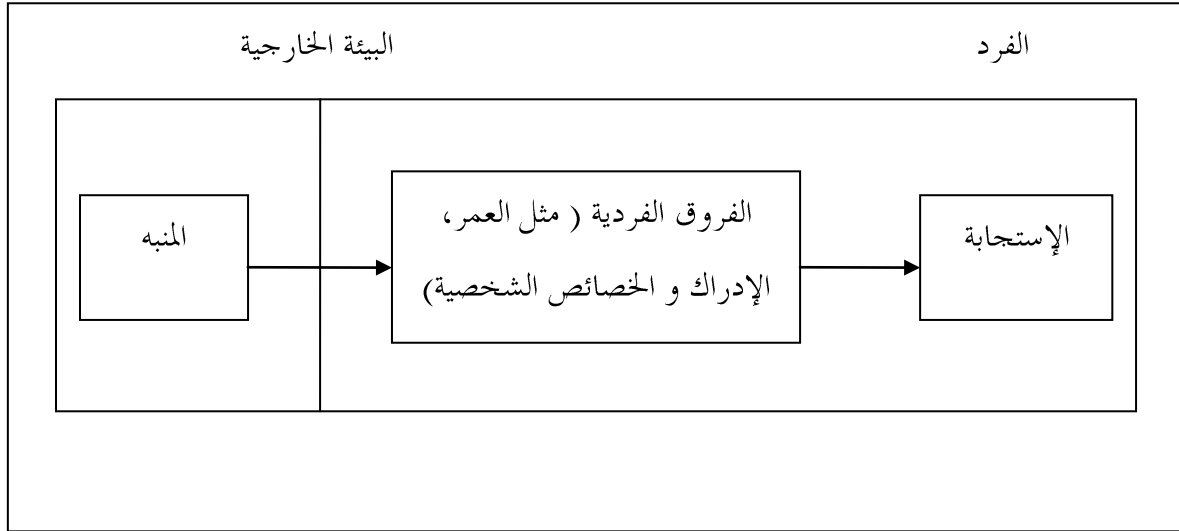 الفرد
البيئة الخارجية
الإستجابة
الفروق الفردية ( مثل العمر،
الإدراك و الخصائص الشخصية)
المنبه